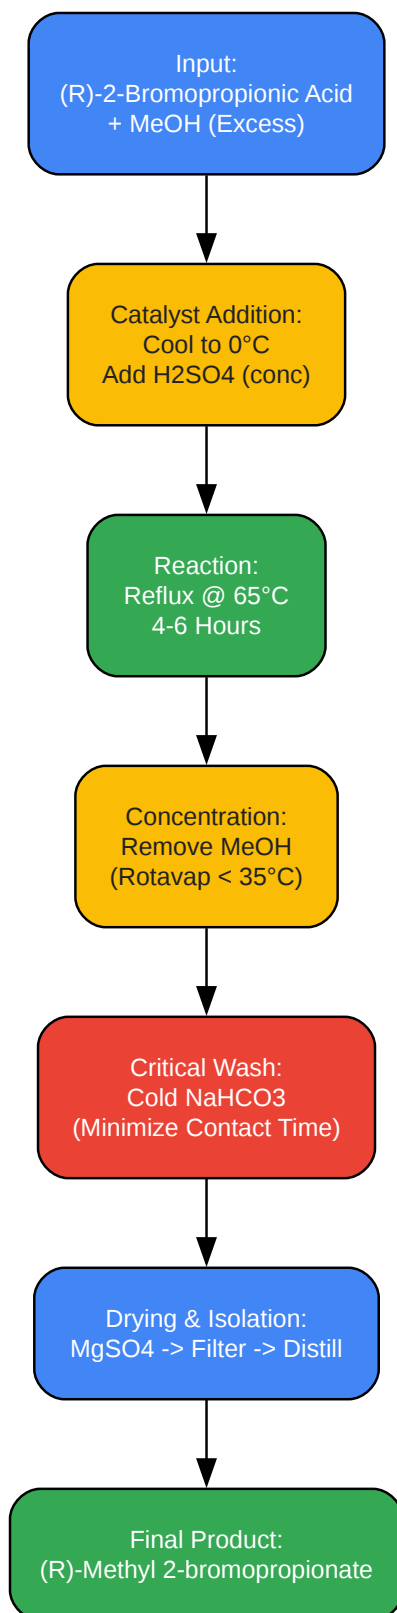 Input:
(R)-2-Bromopropionic Acid
+ MeOH (Excess)
Catalyst Addition:
Cool to 0°C
Add H2SO4 (conc)
Reaction:
Reflux @ 65°C
4-6 Hours
Concentration:
Remove MeOH
(Rotavap < 35°C)
Critical Wash:
Cold NaHCO3
(Minimize Contact Time)
Drying & Isolation:
MgSO4 -> Filter -> Distill
Final Product:
(R)-Methyl 2-bromopropionate